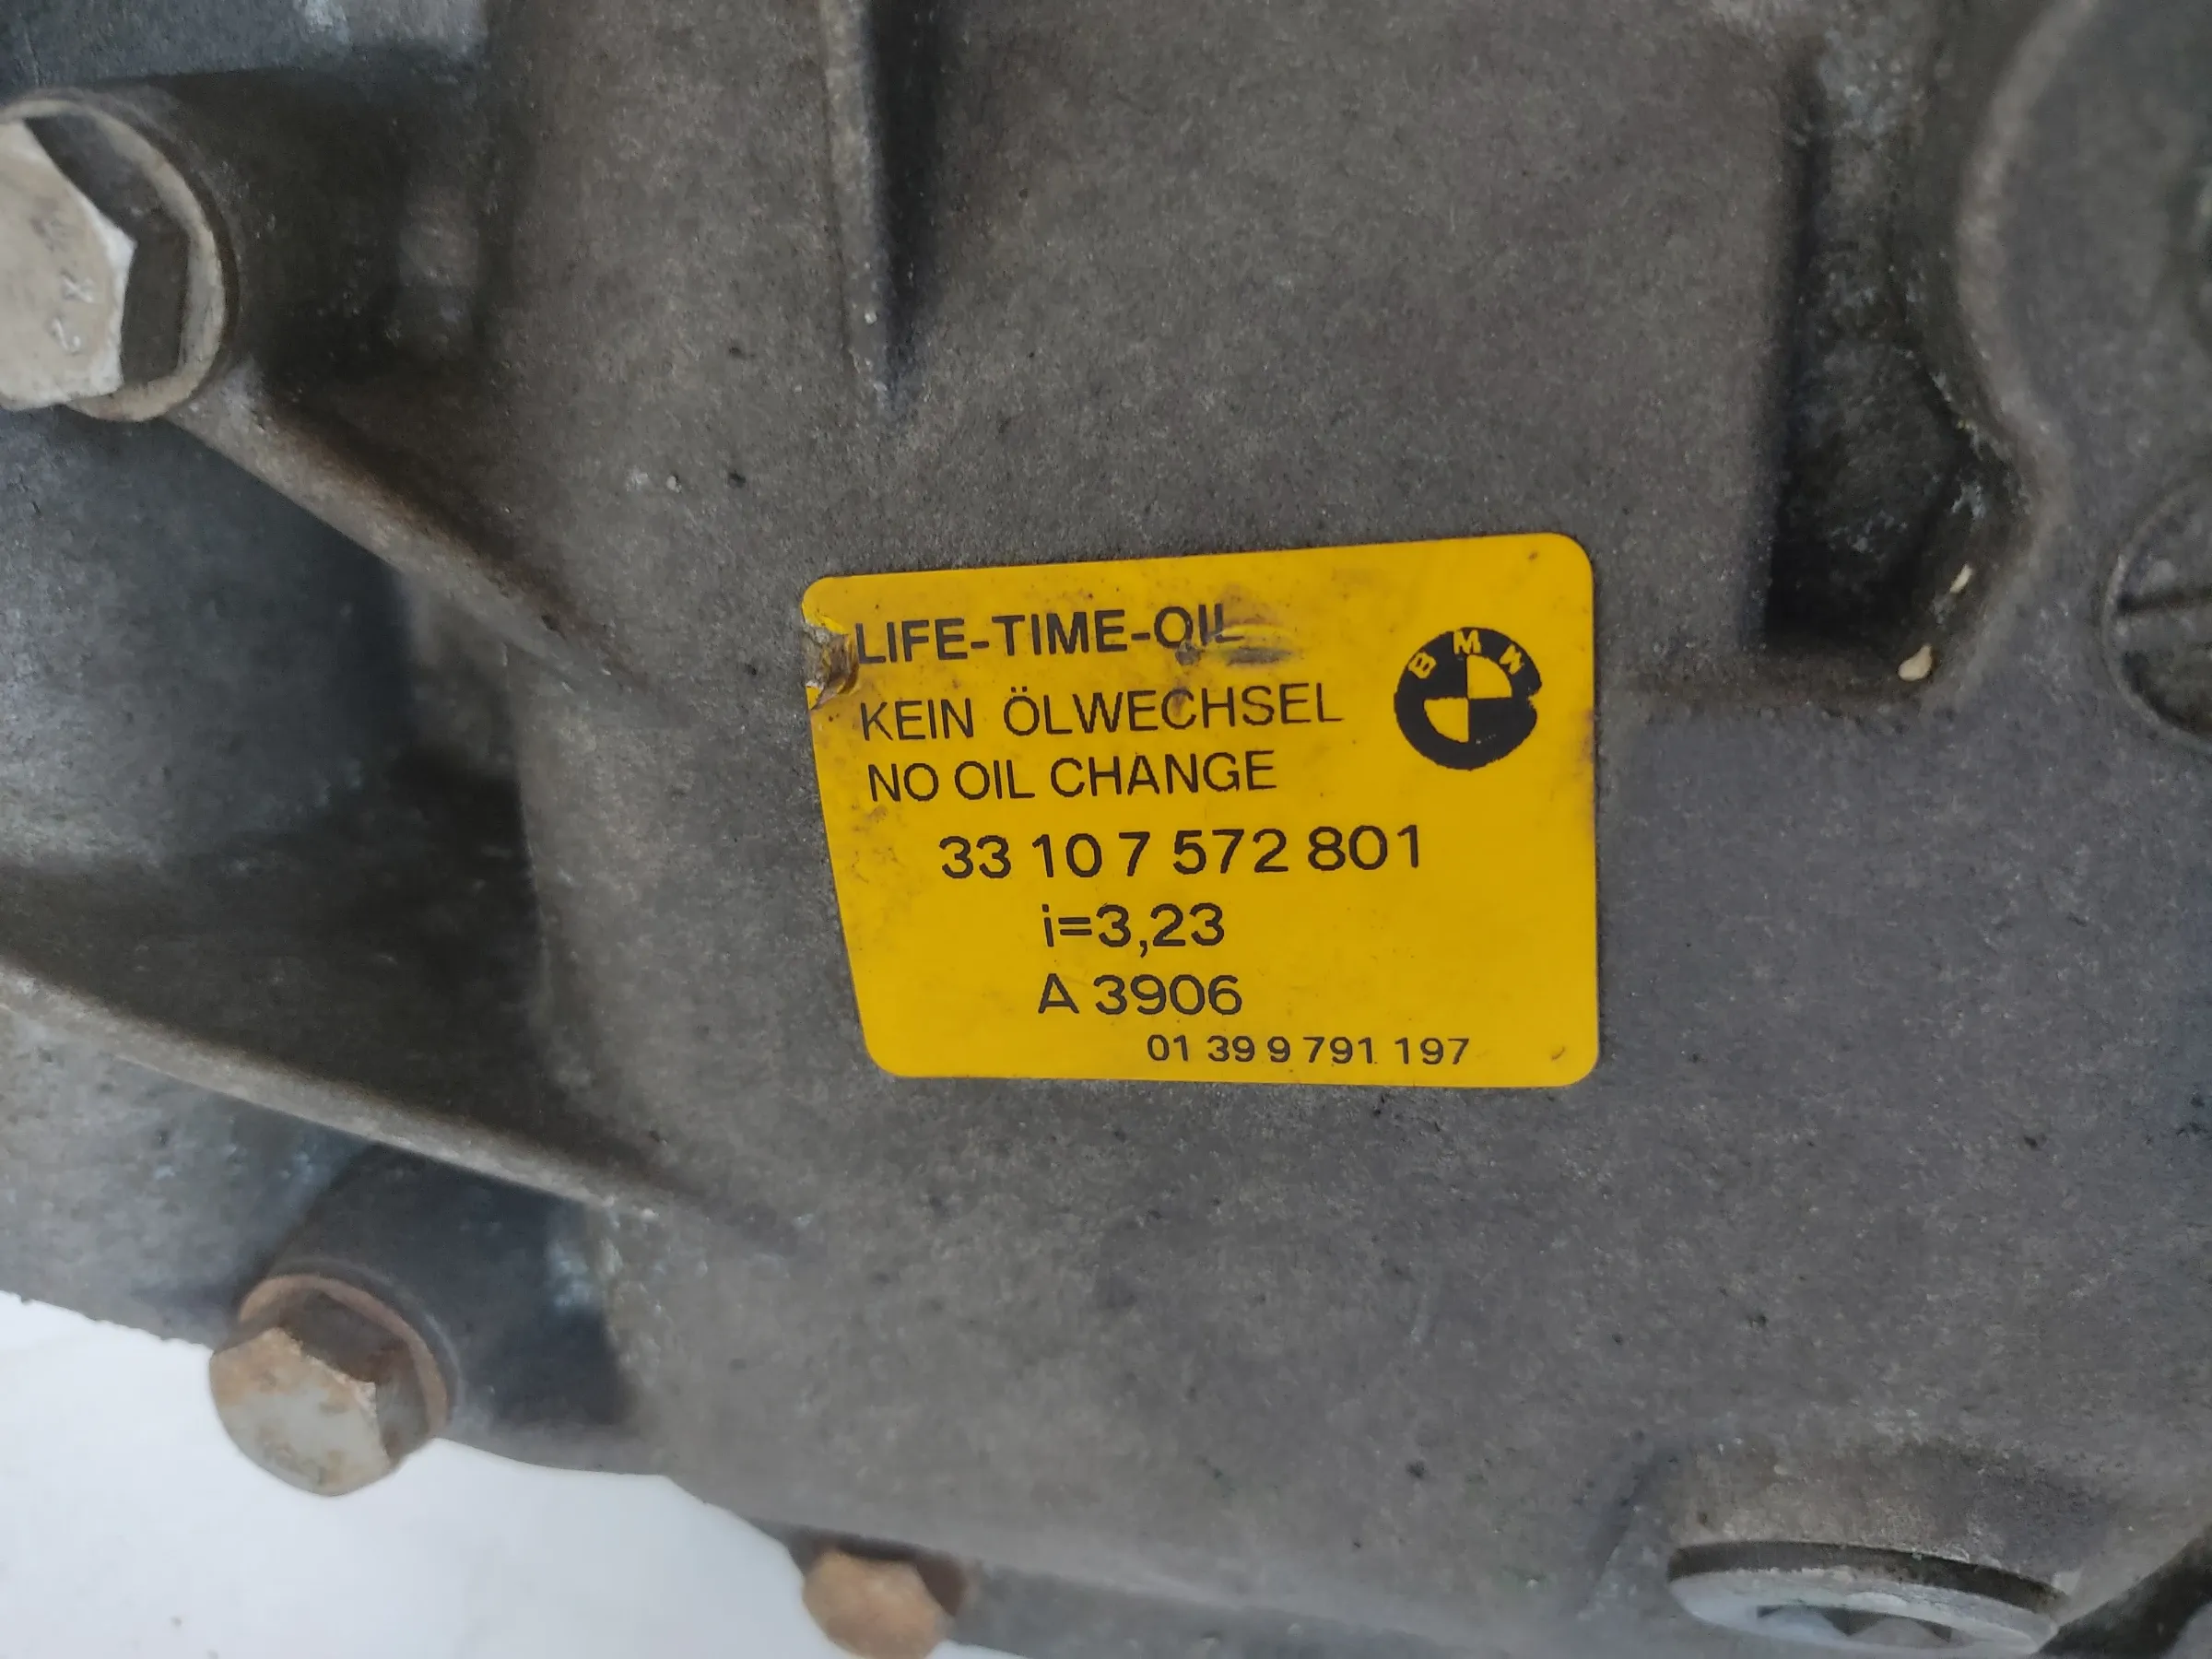 LIFE-TIME-OIL
KEIN ÖLWECHSEL
BMW
NO OIL CHANGE
33 10 7 572 801
i=3,23
A 3906
01 39 9 791 197